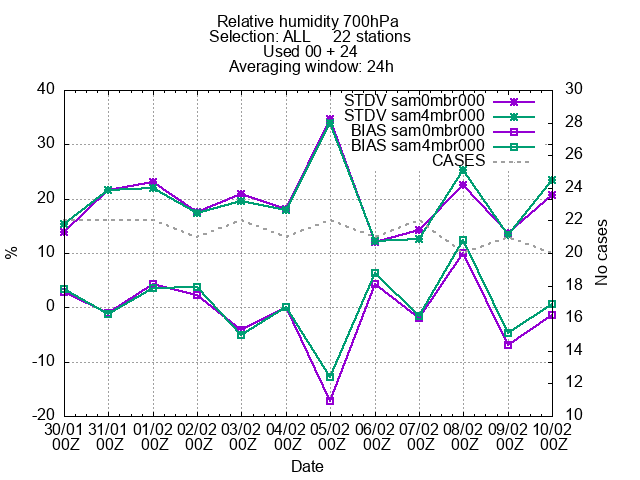 Relative humidity 700hPa
Selection: ALL 22 stations
Used 00 + 24
Averaging window: 24h
STDV sam0mbr000
STDV sam4mbr000
BIAS sam0mbr000
BIAS sam4mbr000
CASES
40
30
20
10
0
-10
-20
%
30
28
26
24
22
20
18
16
14
12
10
No cases
30/01 31/01 01/02 02/02 03/02 04/02 05/02 06/02 07/02 08/02 09/02 10/02
00Z 00Z 00Z 00Z 00Z 00Z 00Z 00Z 00Z 00Z 00Z 00Z
Date